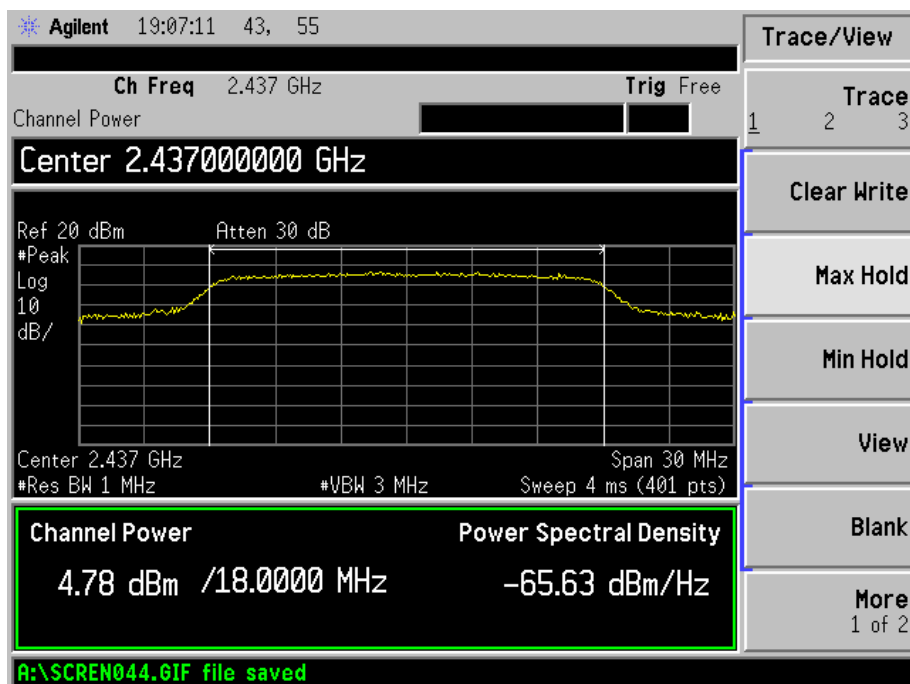 Agilent 19:07:11 43, 55
Trace/View
Ch Freq 2.437 GHz Trig Free
Channel Power
Trace
1 2 3
Center 2.437000000 GHz
Clear Write
Ref 20 dBm Atten 30 dB
#Peak
Log
10
dB/
Max Hold
Min Hold
Center 2.437 GHz Span 30 MHz
#Res BW 1 MHz #VBW 3 MHz Sweep 4 ms (401 pts)
View
Channel Power Power Spectral Density
4.78 dBm /18.0000 MHz -65.63 dBm/Hz
Blank
More
1 of 2
A:\SCREN044.GIF file saved